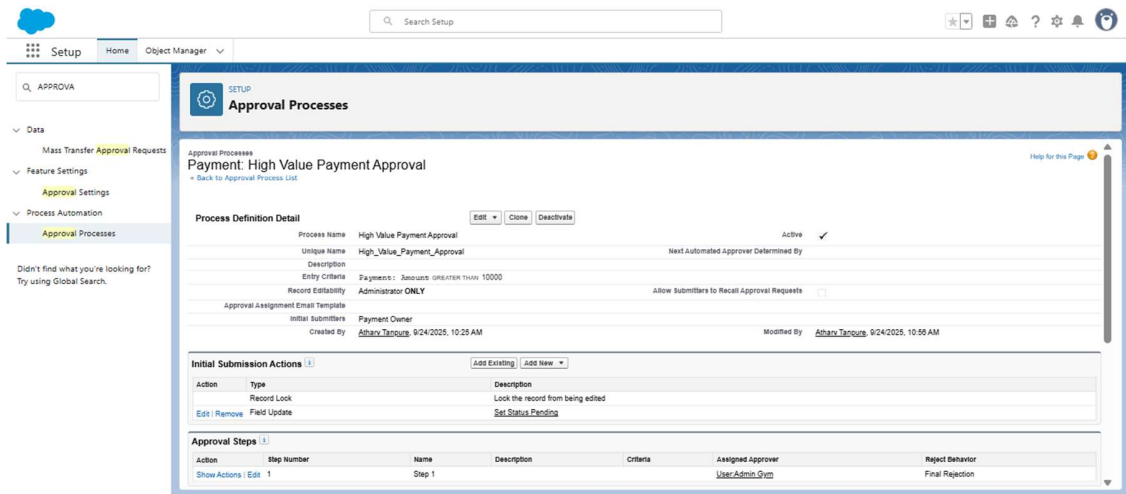 Search Setup
Setup
Home
Object Manager
APPROVA
Data
Mass Transfer Approval Requests
Feature Settings
Approval Settings
Process Automation
Approval Processes
Didn't find what you're looking for?
Try using Global Search.
SETUP
Approval Processes
Approval Processes
Payment: High Value Payment Approval
« Back to Approval Process List
Help for this Page
Process Definition Detail Edit Clone Deactivate
Process Name High Value Payment Approval Active
Unique Name High_Value_Payment_Approval Next Automated Approver Determined By
Description
Entry Criteria Payment: Amount GREATER THAN 10000
Record Editability Administrator ONLY Allow Submitters to Recall Approval Requests
Approval Assignment Email Template
Initial Submitters Payment Owner
Created By Atharv Tanpure, 9/24/2025, 10:25 AM Modified By Atharv Tanpure, 9/24/2025, 10:56 AM
Initial Submission Actions i Add Existing Add New
Action Type Description
Record Lock Lock the record from being edited
Edit | Remove Field Update Set Status Pending
Approval Steps i
Action Step Number Name Description Criteria Assigned Approver Reject Behavior
Show Actions | Edit 1 Step 1 User:Admin Gym Final Rejection